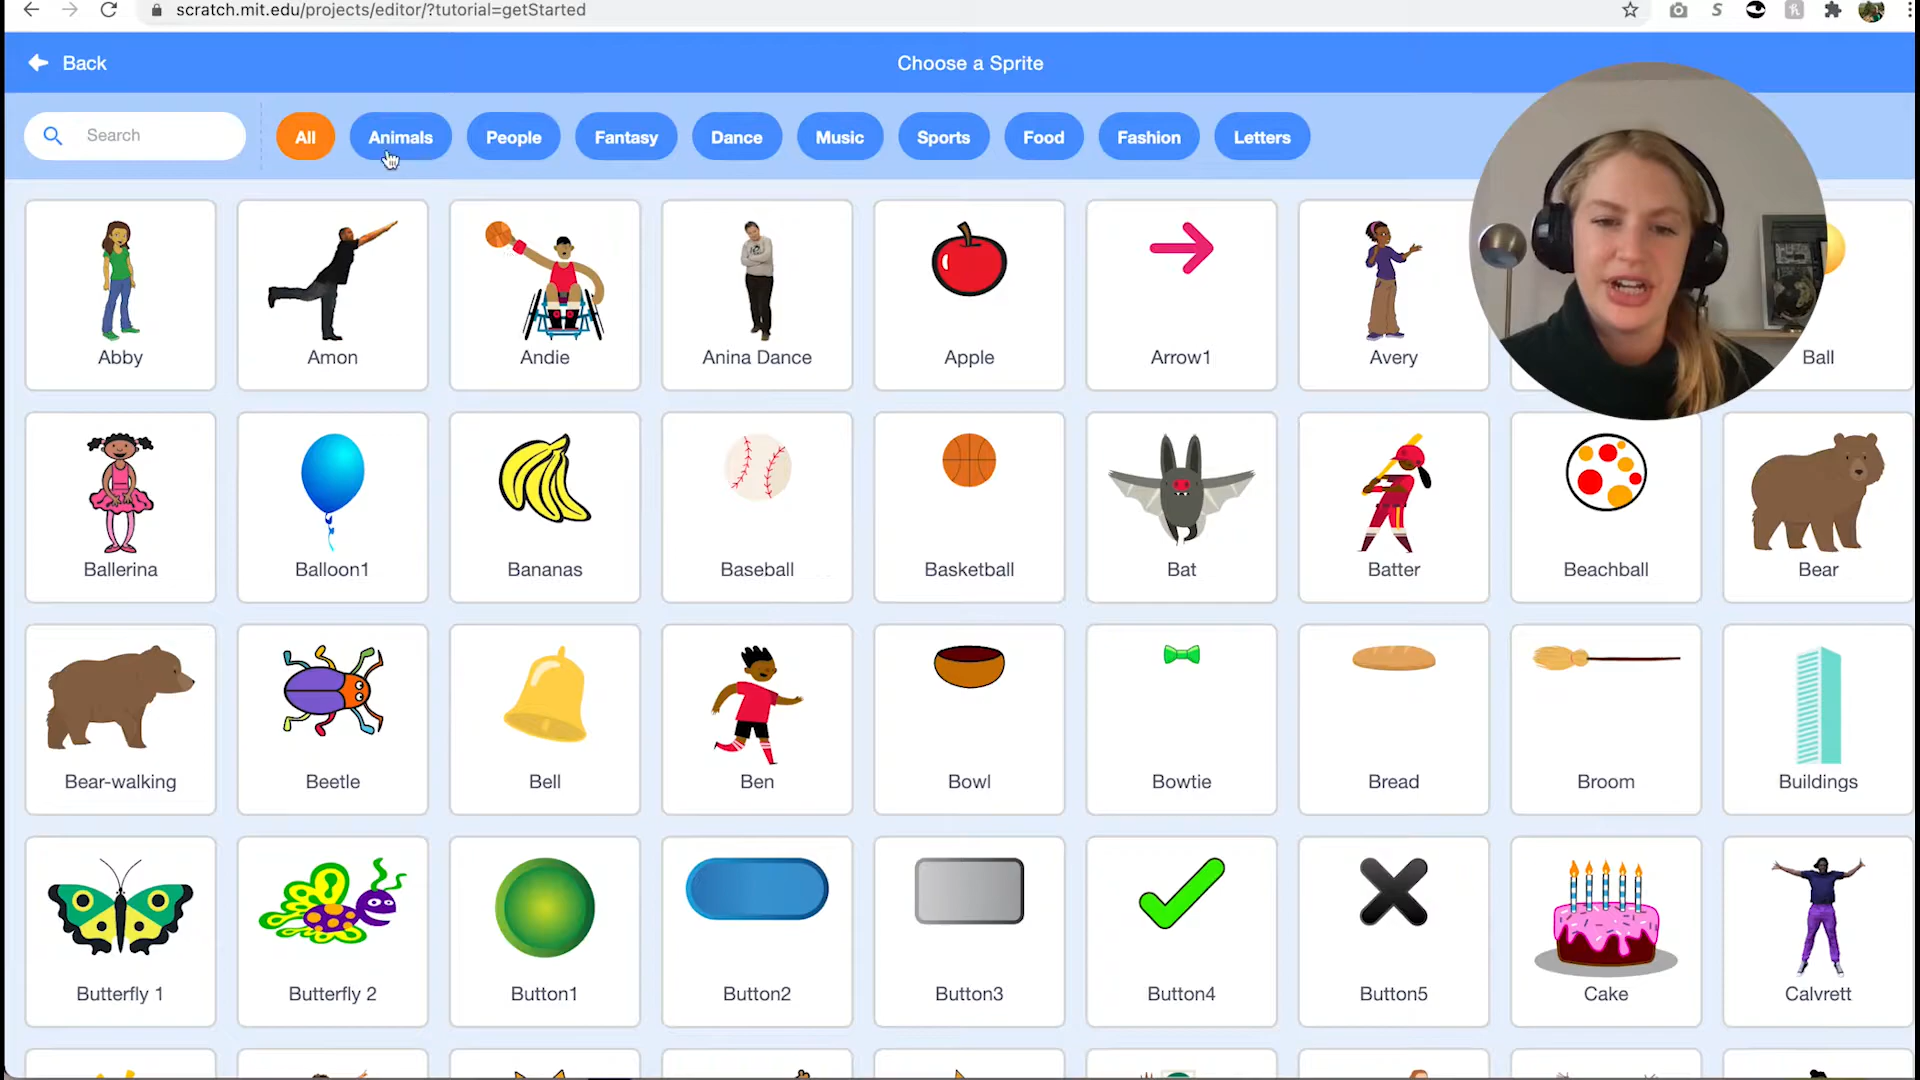 scratch.mit.edu/projects/editor/?tutorial=getStarted
Back
Choose a Sprite
Search
All
Animals
People
Fantasy
Dance
Music
Sports
Food
Fashion
Letters
Abby
Amon
Andie
Anina Dance
Apple
Arrow1
Avery
Ball
Ballerina
Balloon1
Bananas
Baseball
Basketball
Bat
Batter
Beachball
Bear
Bear-walking
Beetle
Bell
Ben
Bowl
Bowtie
Bread
Broom
Buildings
Butterfly 1
Butterfly 2
Button1
Button2
Button3
Button4
Button5
Cake
Calvrett